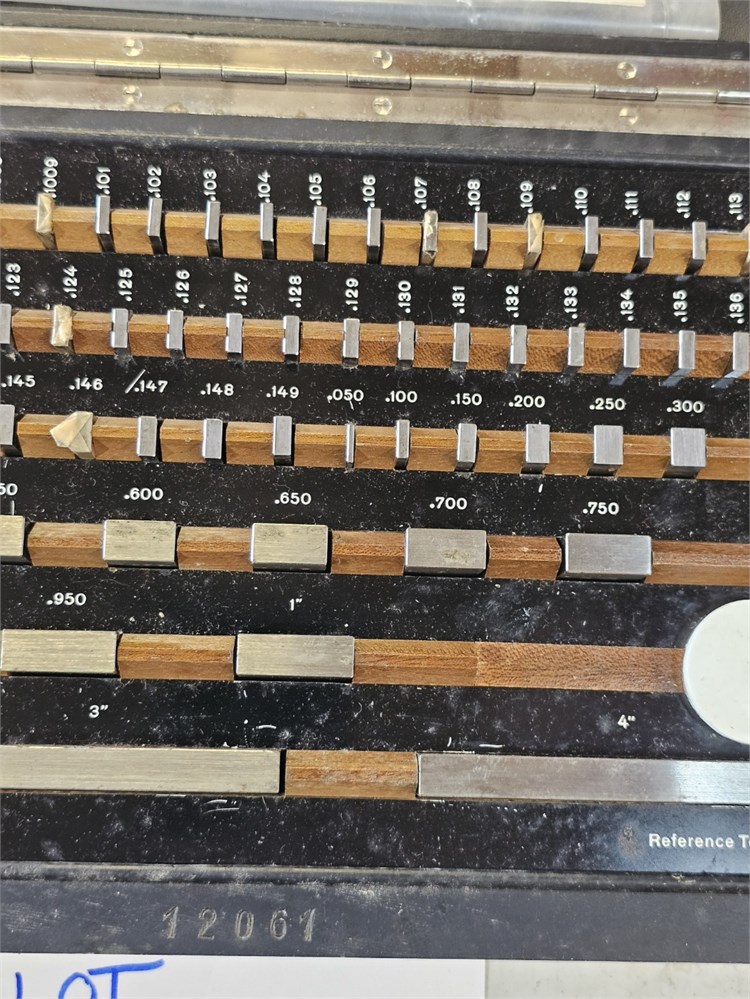 .1009 .101 .102 .103 .104 .105 .106 .107 .108 .109 .110 .111 .112 .113
.123 .124 .125 .126 .127 .128 .129 .130 .131 .132 .133 .134 .135 .136
.145 .146 .147 .148 .149 .050 .100 .150 .200 .250 .300
50 .600 .650 .700 .750
.950 1"
3" 4"
Reference
12061
LOT